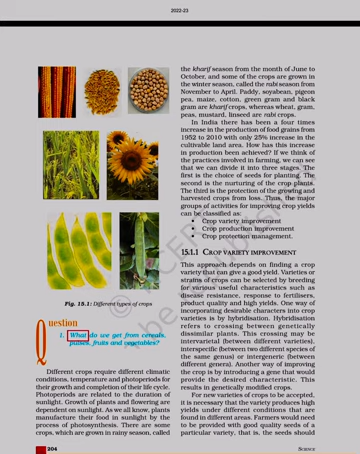 2022-23
Fig. 15.1: Different types of crops
Question
1. What do we get from cereals,
pulses, fruits and vegetables?
Different crops require different climatic
conditions, temperature and photoperiods for
their growth and completion of their life cycle.
Photoperiods are related to the duration of
sunlight. Growth of plants and flowering are
dependent on sunlight. As we all know, plants
manufacture their food in sunlight by the
process of photosynthesis. There are some
crops, which are grown in rainy season, called
the kharif season from the month of June to
October, and some of the crops are grown in
the winter season, called the rabi season from
November to April. Paddy, soyabean, pigeon
pea, maize, cotton, green gram and black
gram are kharif crops, whereas wheat, gram,
peas, mustard, linseed are rabi crops.
In India there has been a four times
increase in the production of food grains from
1952 to 2010 with only 25% increase in the
cultivable land area. How has this increase
in production been achieved? If we think of
the practices involved in farming, we can see
that we can divide it into three stages. The
first is the choice of seeds for planting. The
second is the nurturing of the crop plants.
The third is the protection of the growing and
harvested crops from loss. Thus, the major
groups of activities for improving crop yields
can be classified as:
• Crop variety improvement
• Crop production improvement
• Crop protection management.
15.1.1 CROP VARIETY IMPROVEMENT
This approach depends on finding a crop
variety that can give a good yield. Varieties or
strains of crops can be selected by breeding
for various useful characteristics such as
disease resistance, response to fertilisers,
product quality and high yields. One way of
incorporating desirable characters into crop
varieties is by hybridisation. Hybridisation
refers to crossing between genetically
dissimilar plants. This crossing may be
intervarietal (between different varieties),
interspecific (between two different species of
the same genus) or intergeneric (between
different genera). Another way of improving
the crop is by introducing a gene that would
provide the desired characteristic. This
results in genetically modified crops.
For new varieties of crops to be accepted,
it is necessary that the variety produces high
yields under different conditions that are
found in different areas. Farmers would need
to be provided with good quality seeds of a
particular variety, that is, the seeds should
204
SCIENCE